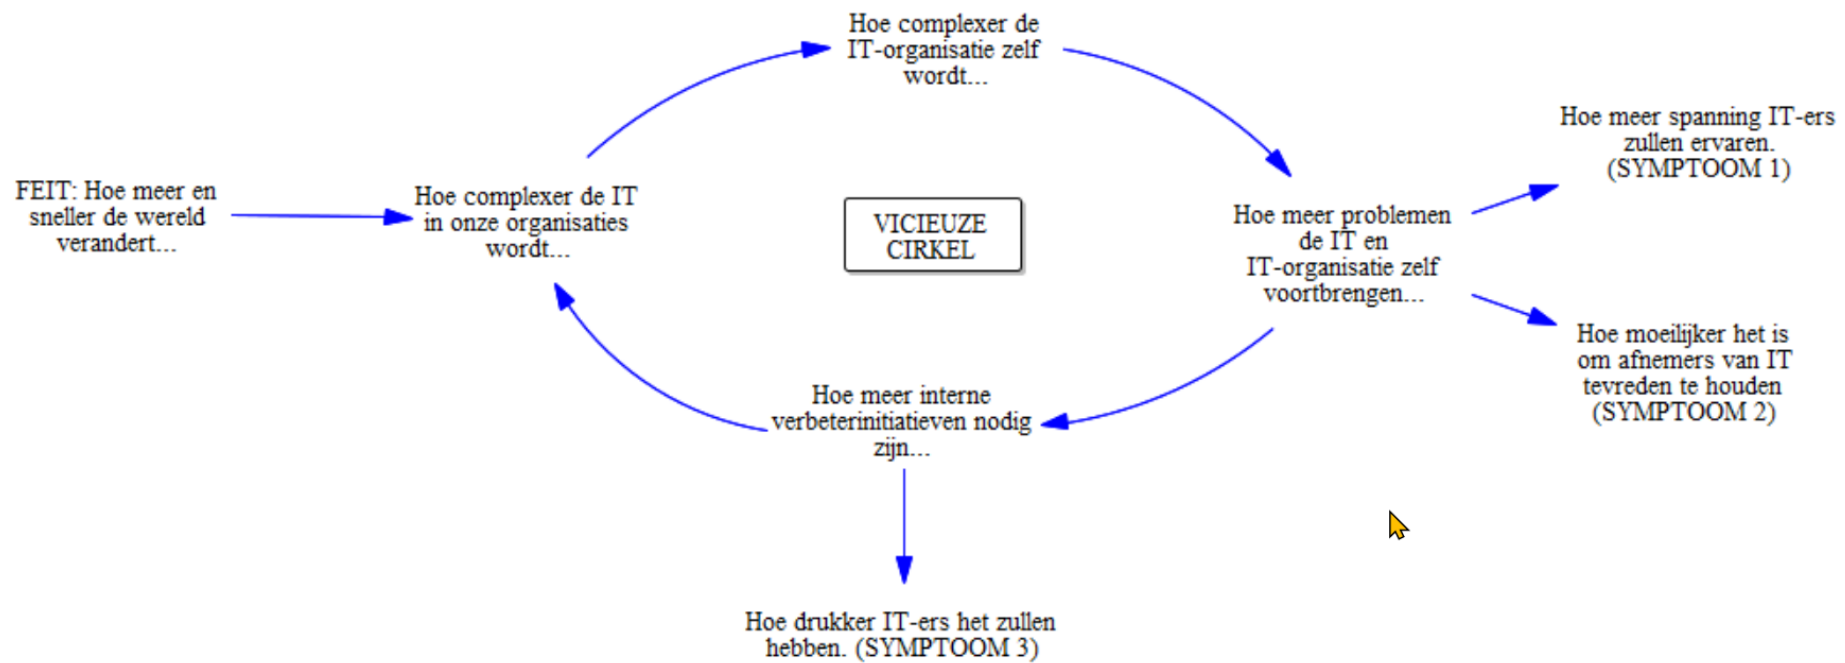 Hoe complexer de
IT-organisatie zelf
wordt...
Hoe meer spanning IT-ers
zullen ervaren.
(SYMPTOOM 1)
FEIT: Hoe meer en
sneller de wereld
verandert...
Hoe complexer de IT
in onze organisaties
wordt...
VICIEUZE
CIRKEL
Hoe meer problemen
de IT en
IT-organisatie zelf
voortbrengen...
Hoe moeilijker het is
om afnemers van IT
tevreden te houden
(SYMPTOOM 2)
Hoe meer interne
verbeterinitiatieven nodig
zijn...
Hoe drukker IT-ers het zullen
hebben. (SYMPTOOM 3)